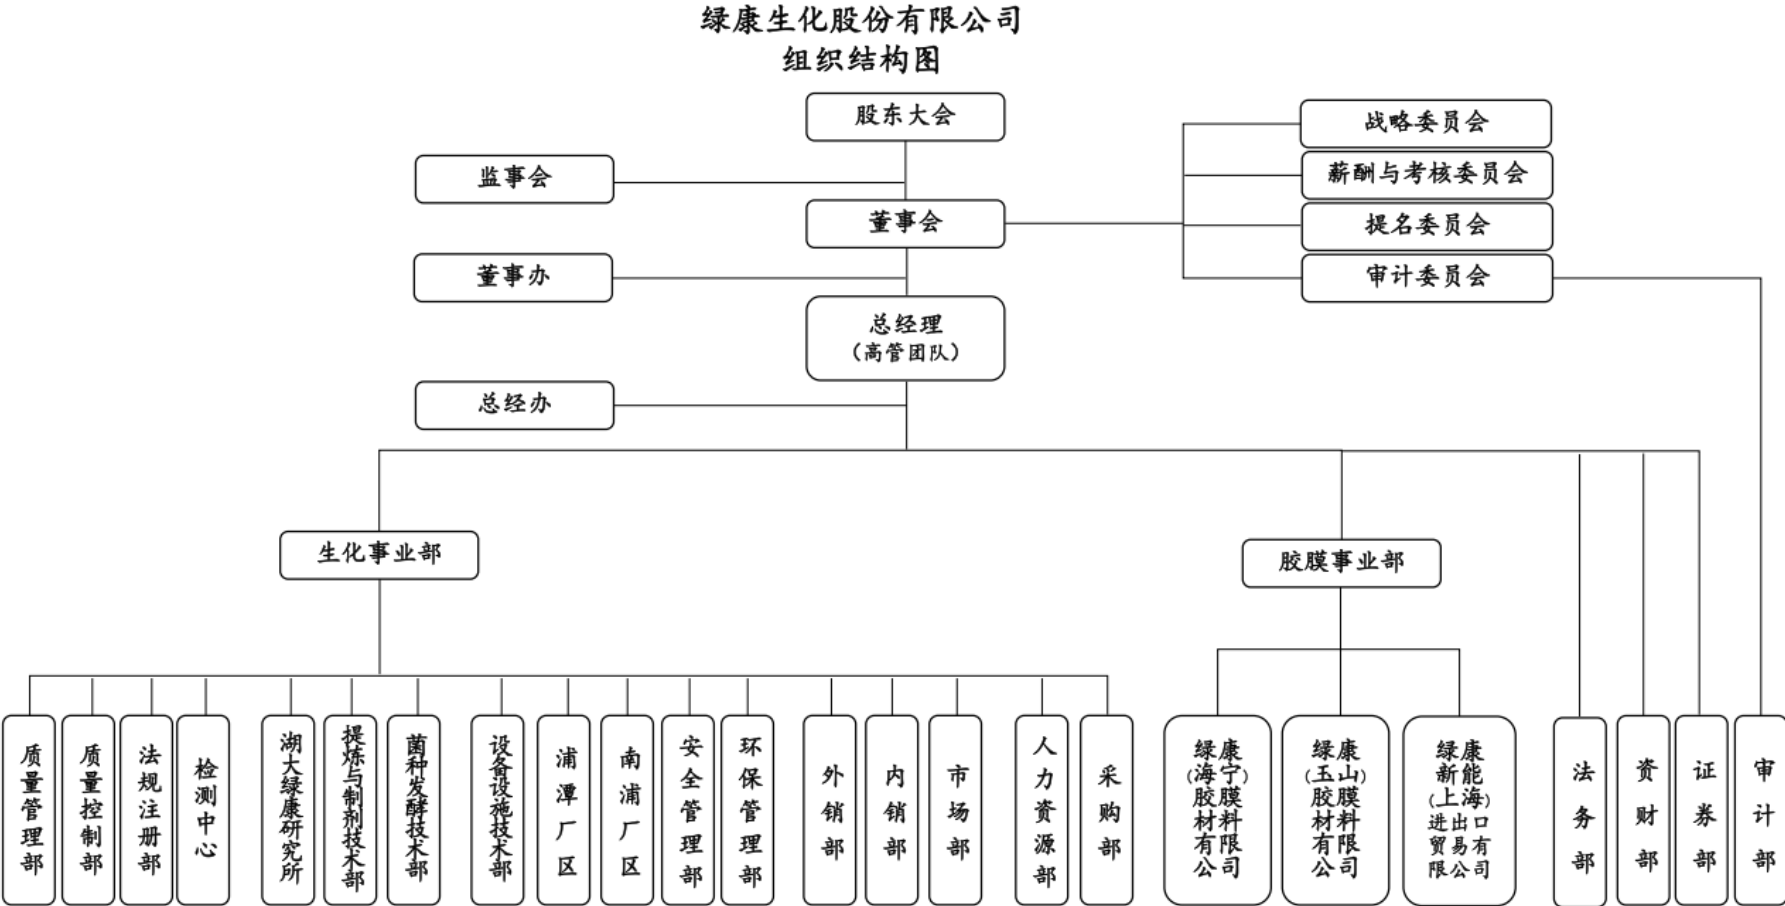 绿康生化股份有限公司
组织结构图
股东大会
战略委员会
监事会
薪酬与考核委员会
董事会
提名委员会
董事办
审计委员会
总经理
（高管团队）
总经办
生化事业部
胶膜事业部
质量管理部
质量控制部
法规注册部
检测中心
湖大绿康研究所
提炼与制剂技术部
菌种发酵技术部
设备设施技术部
浦潭厂区
南浦厂区
安全管理部
环保管理部
外销部
内销部
市场部
人力资源部
采购部
绿康
(海宁)
胶膜
材料
有限
公司
绿康
(玉山)
胶膜
材料
有限
公司
绿康
新能
(上海)
进出口
贸易有
限公司
法务部
资财部
证券部
审计部